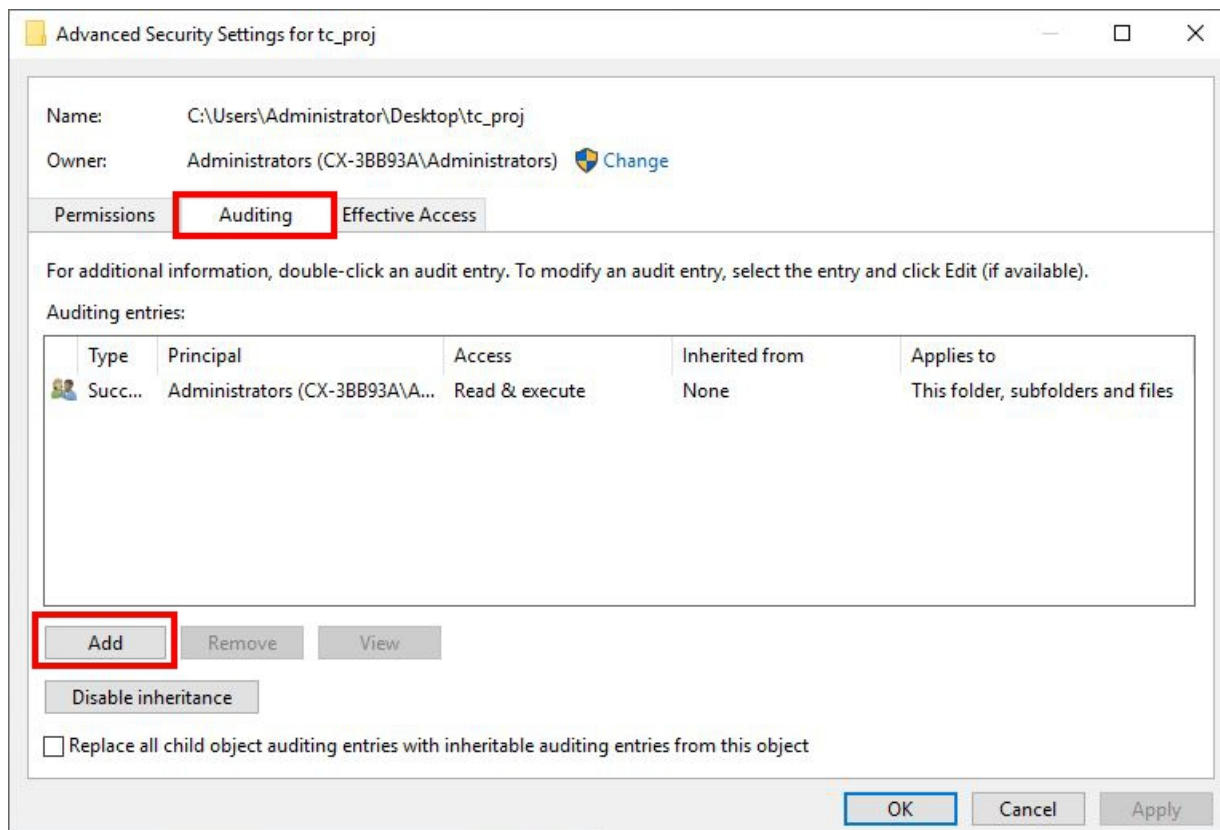 Advanced Security Settings for tc_proj
Name: C:\Users\Administrator\Desktop\tc_proj
Owner: Administrators (CX-3BB93A\Administrators) Change
Permissions Auditing Effective Access
For additional information, double-click an audit entry. To modify an audit entry, select the entry and click Edit (if available).
Auditing entries:
Type Principal Access Inherited from Applies to
Succ... Administrators (CX-3BB93A\A... Read & execute None This folder, subfolders and files
Add Remove View
Disable inheritance
Replace all child object auditing entries with inheritable auditing entries from this object
OK Cancel Apply